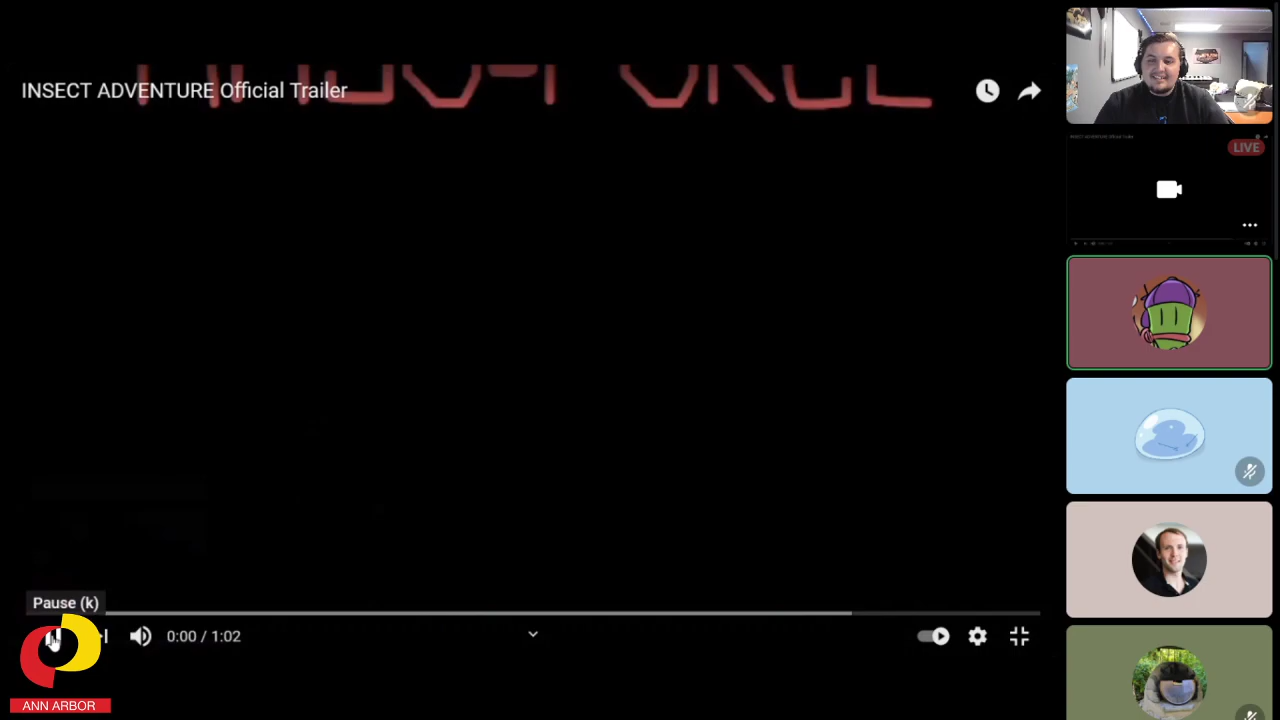 INSECT ADVENTURE Official Trailer
LIVE
Pause (k)
0:00 / 1:02
ANN ARBOR